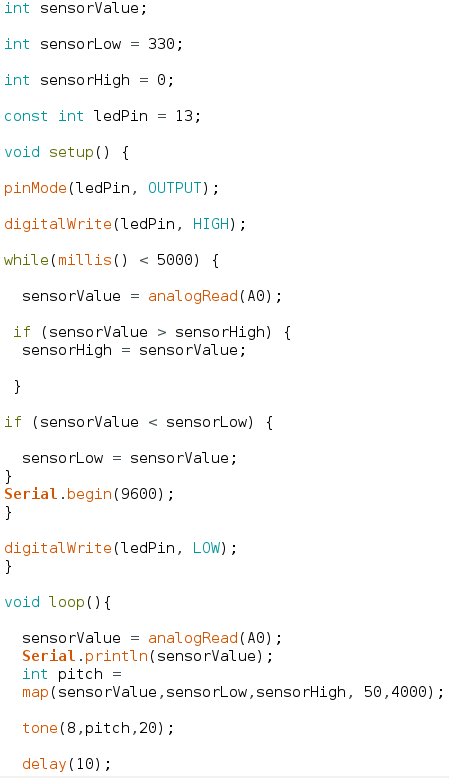 int sensorValue;
int sensorLow = 330;
int sensorHigh = 0;
const int ledPin = 13;
void setup() {
pinMode(ledPin, OUTPUT);
digitalWrite(ledPin, HIGH);
while(millis() < 5000) {
  sensorValue = analogRead(A0);
 if (sensorValue > sensorHigh) {
  sensorHigh = sensorValue;
 }
if (sensorValue < sensorLow) {
  sensorLow = sensorValue;
}
Serial.begin(9600);
}
digitalWrite(ledPin, LOW);
}
void loop(){
  sensorValue = analogRead(A0);
  Serial.println(sensorValue);
  int pitch =
  map(sensorValue,sensorLow,sensorHigh, 50,4000);
  tone(8,pitch,20);
  delay(10);